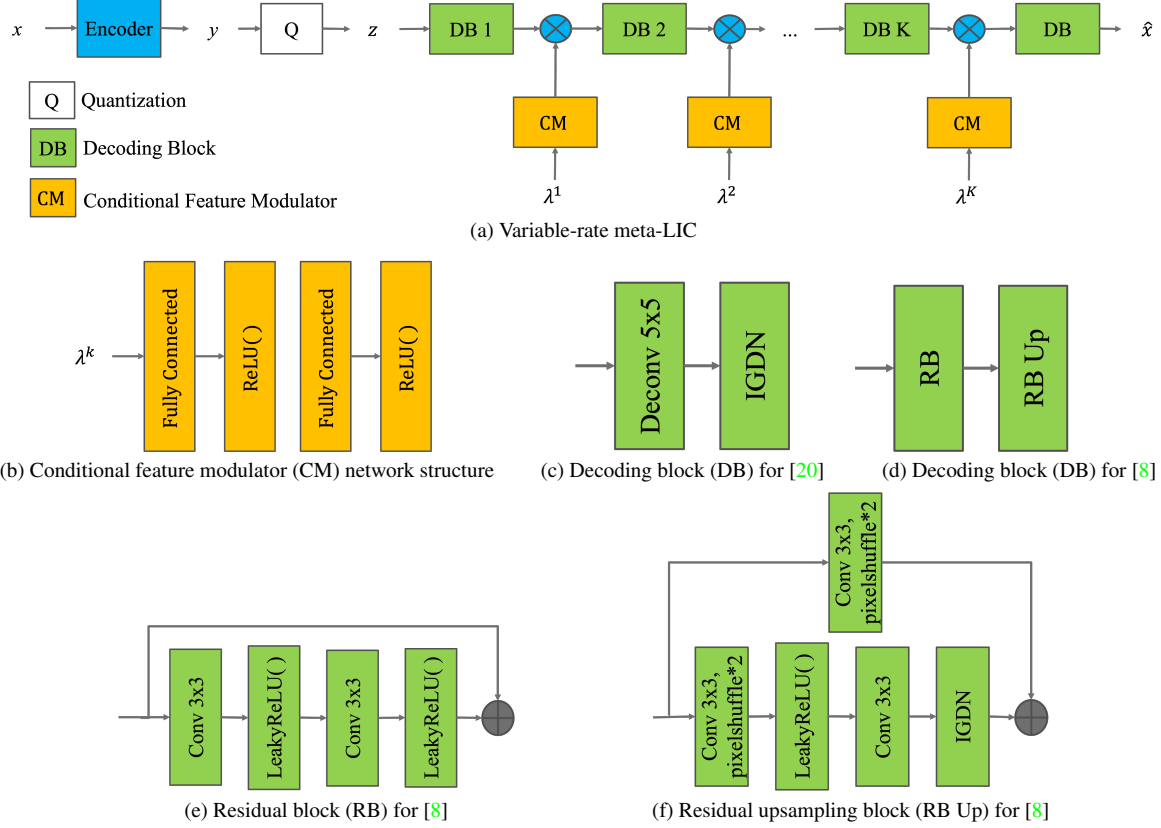 x Encoder y Q z DB 1 DB 2 ... DB K DB x̂
CM CM CM
λ¹ λ² λᴷ
Q Quantization
DB Decoding Block
CM Conditional Feature Modulator
(a) Variable-rate meta-LIC
λᵏ Fully Connected ReLU( ) Fully Connected ReLU( )
(b) Conditional feature modulator (CM) network structure
Deconv 5x5 IGDN
(c) Decoding block (DB) for [20]
RB RB Up
(d) Decoding block (DB) for [8]
Conv 3x3 LeakyReLU( ) Conv 3x3 LeakyReLU( )
(e) Residual block (RB) for [8]
Conv 3x3,
pixelshuffle*2
Conv 3x3,
pixelshuffle*2
LeakyReLU( ) Conv 3x3 IGDN
(f) Residual upsampling block (RB Up) for [8]